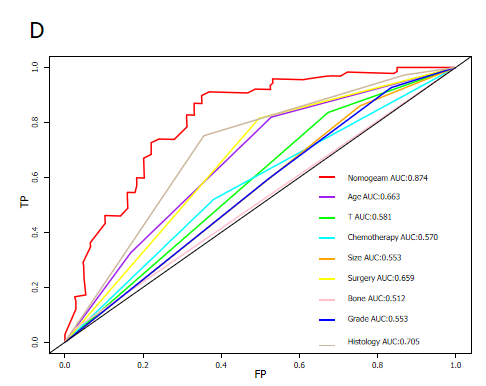 D
1.0
0.8
0.6
0.4
0.2
0.0
TP
Nomogeam AUC:0.874
Age AUC:0.663
T AUC:0.581
Chemotherapy AUC:0.570
Size AUC:0.553
Surgery AUC:0.659
Bone AUC:0.512
Grade AUC:0.553
Histology AUC:0.705
0.0 0.2 0.4 0.6 0.8 1.0
FP